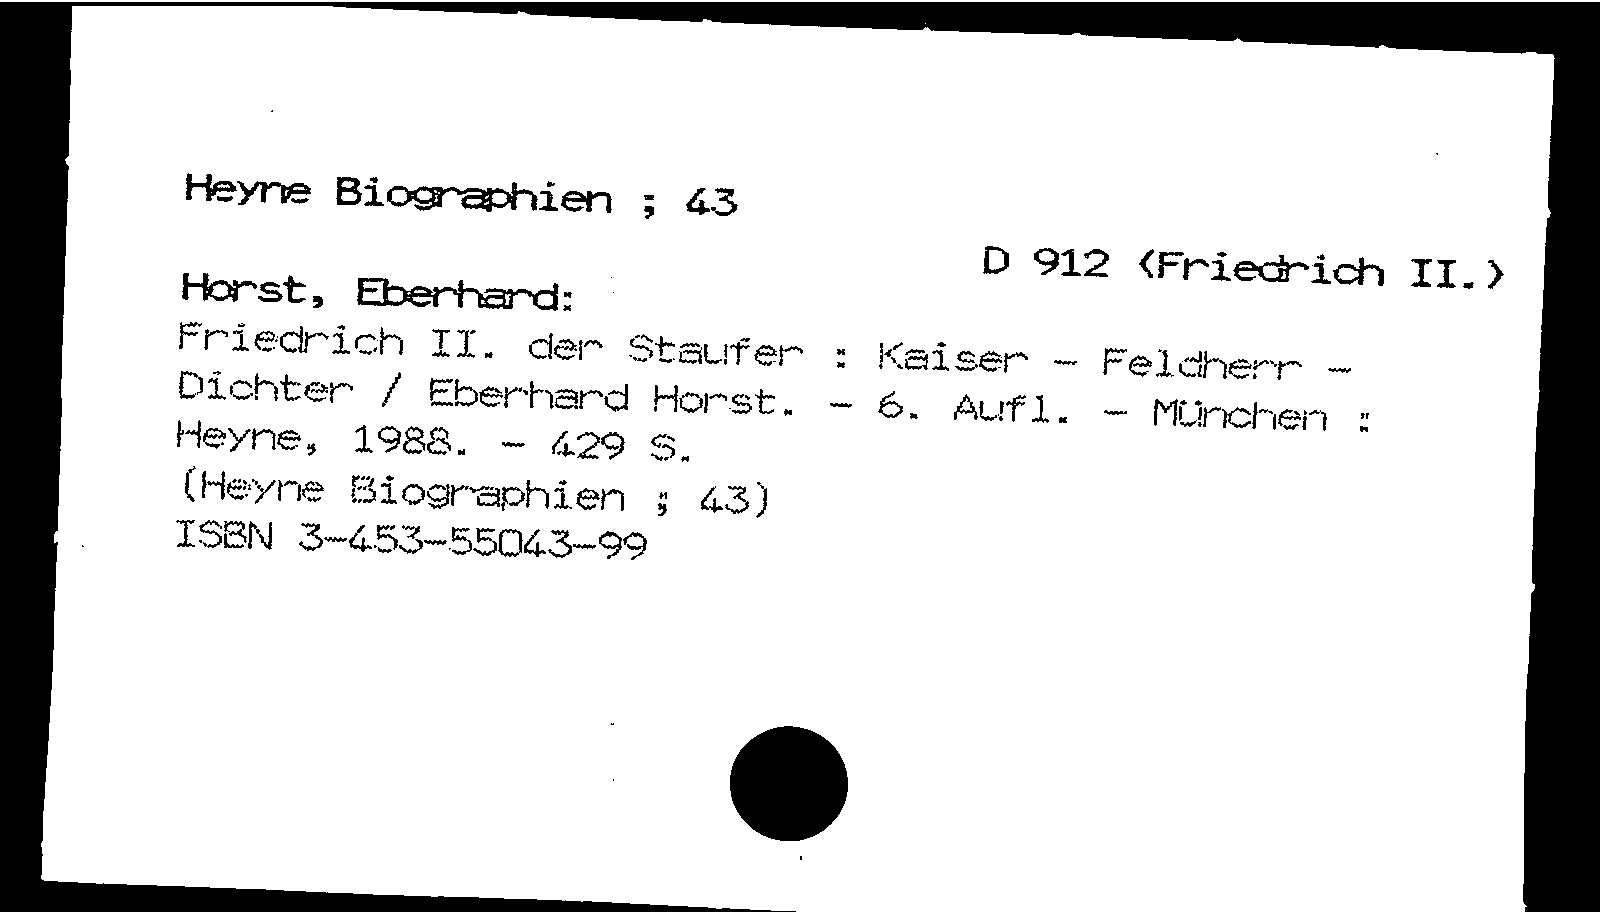 Heyne Biographien ; 43
D 912 (Friedrich II.)
Horst, Eberhard:
Friedrich II. der Staufer : Kaiser - Feldherr -
Dichter / Eberhard Horst. - 6. Aufl. - München :
Heyne, 1988. - 429 S.
(Heyne Biographien ; 43)
ISBN 3-453-55043-99